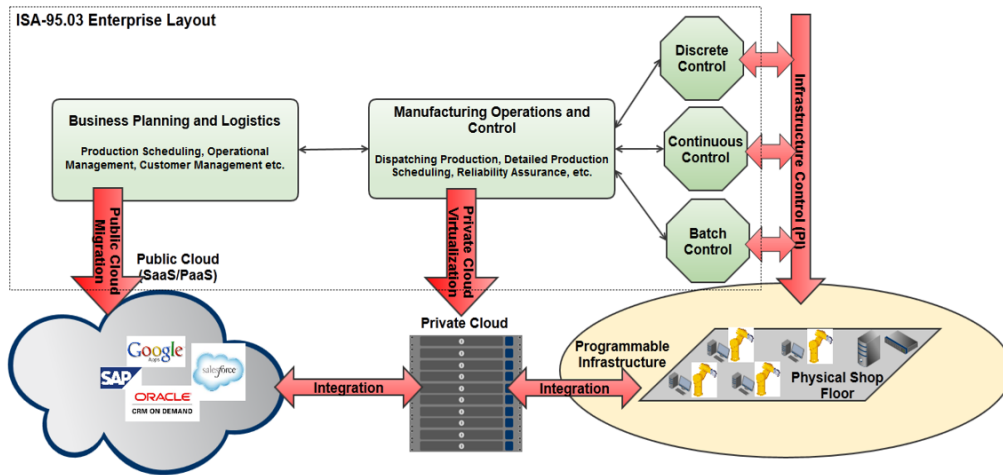 ISA-95.03 Enterprise Layout
Business Planning and Logistics
Production Scheduling, Operational
Management, Customer Management etc.
Manufacturing Operations and
Control
Dispatching Production, Detailed Production
Scheduling, Reliability Assurance, etc.
Discrete
Control
Continuous
Control
Batch
Control
Infrastructure Control (PI)
Public Cloud
Migration
Private Cloud
Virtualization
Public Cloud
(SaaS/PaaS)
Google
Apps
SAP
salesforce
ORACLE
CRM ON DEMAND
Integration
Private Cloud
Integration
Programmable
Infrastructure
Physical Shop
Floor